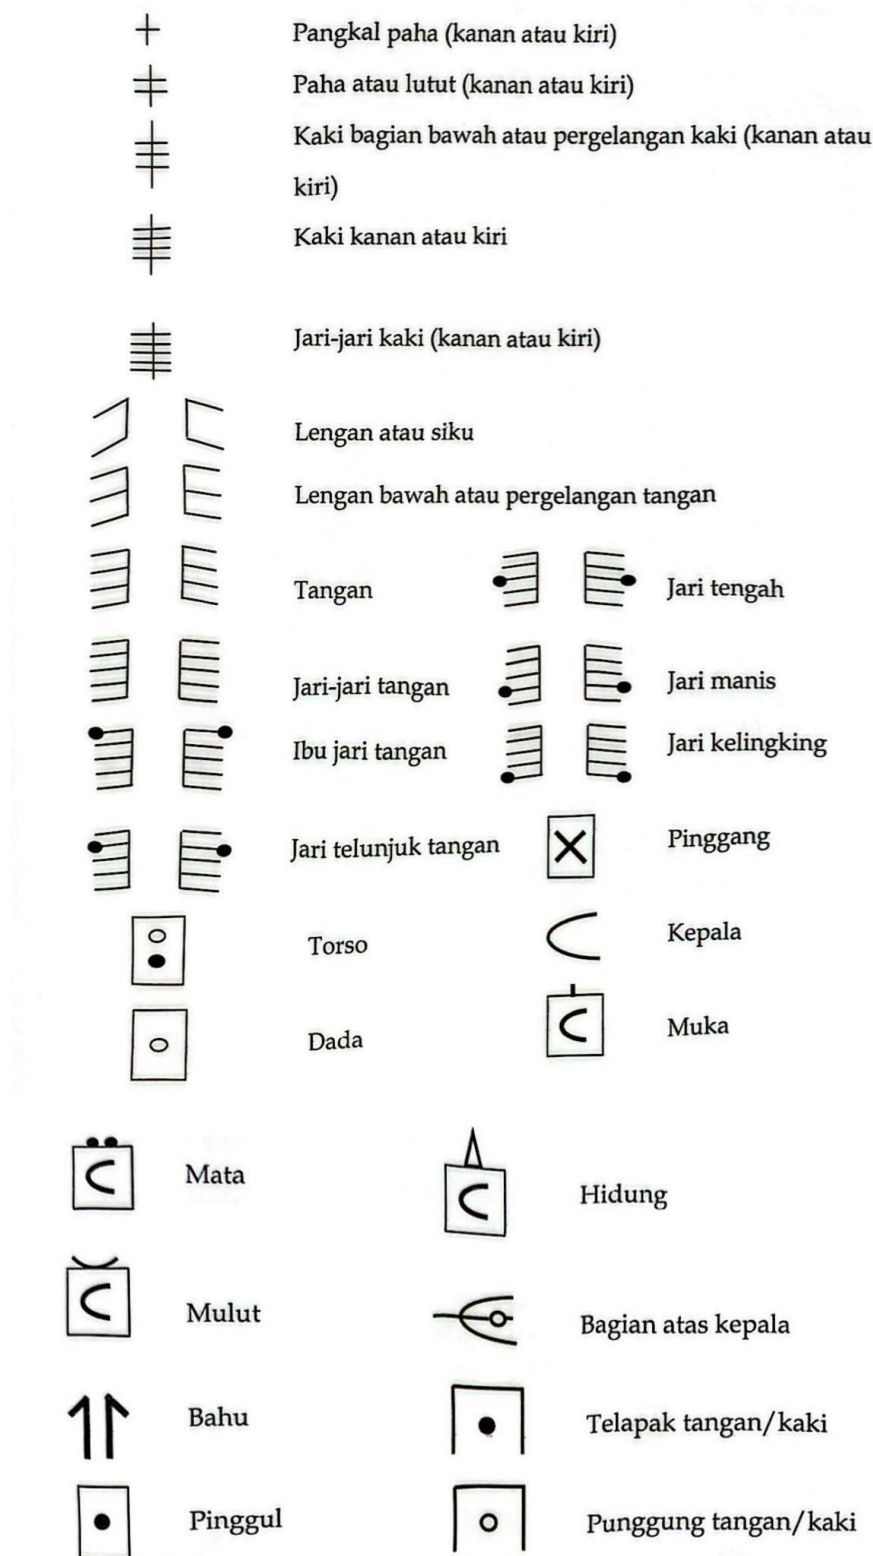 Pangkal paha (kanan atau kiri)
Paha atau lutut (kanan atau kiri)
Kaki bagian bawah atau pergelangan kaki (kanan atau
kiri)
Kaki kanan atau kiri
Jari-jari kaki (kanan atau kiri)
Lengan atau siku
Lengan bawah atau pergelangan tangan
Tangan
Jari tengah
Jari-jari tangan
Jari manis
Ibu jari tangan
Jari kelingking
Jari telunjuk tangan
Pinggang
Torso
Kepala
Dada
Muka
Mata
Hidung
Mulut
Bagian atas kepala
Bahu
Telapak tangan/kaki
Pinggul
Punggung tangan/kaki